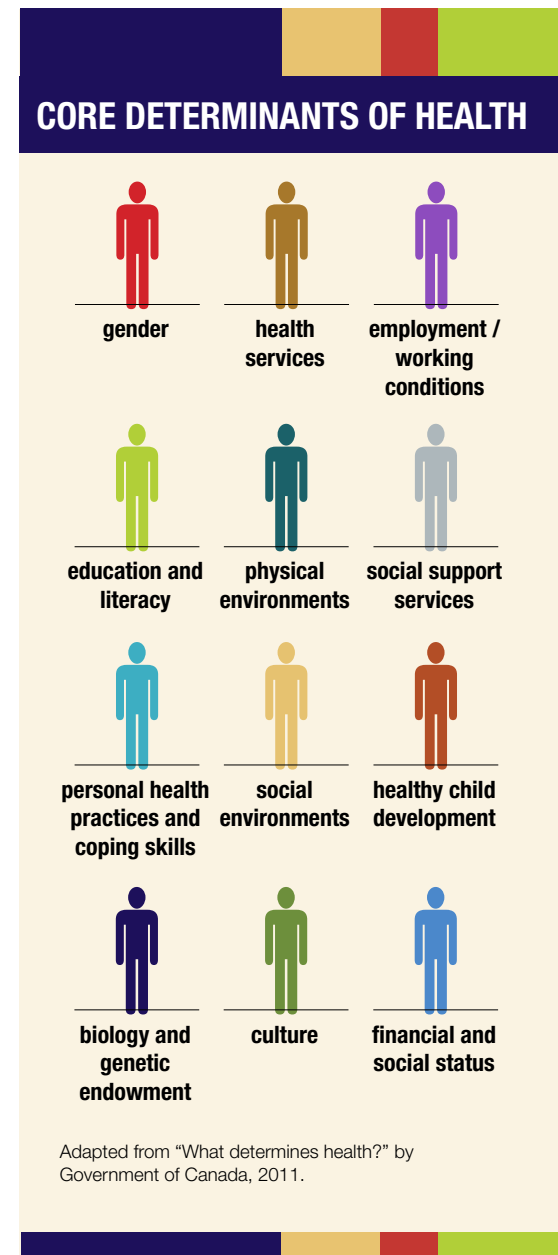 CORE DETERMINANTS OF HEALTH
gender
health
services
employment /
working
conditions
education and
literacy
physical
environments
social support
services
personal health
practices and
coping skills
social
environments
healthy child
development
biology and
genetic
endowment
culture
financial and
social status
Adapted from “What determines health?” by
Government of Canada, 2011.